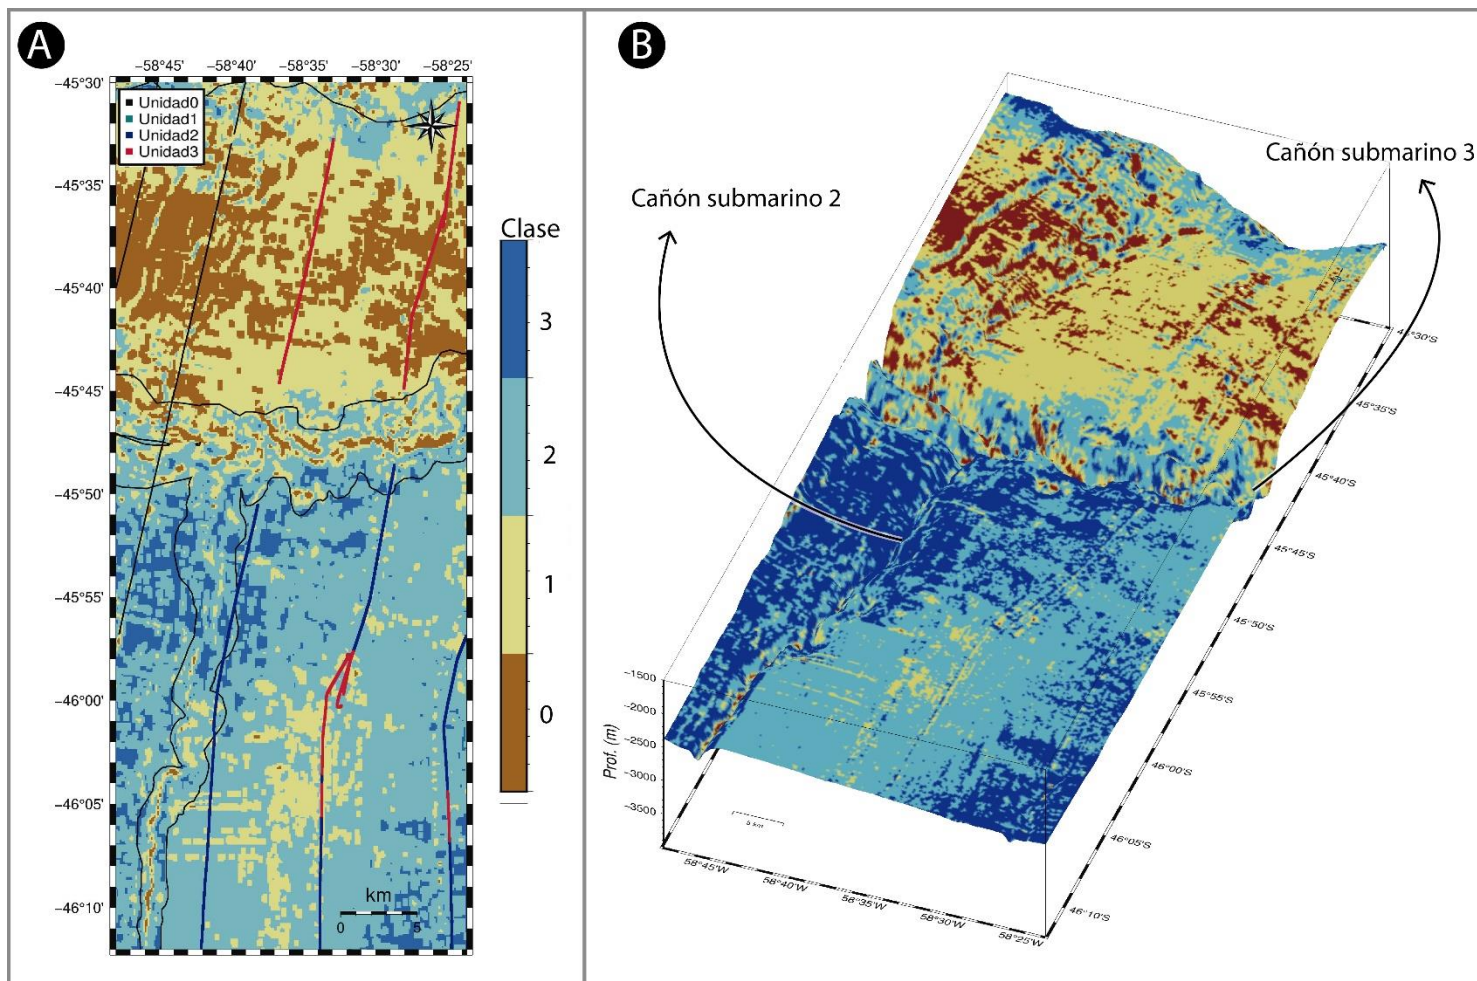 A
−58°45' −58°40' −58°35' −58°30' −58°25'
−45°30'
−45°35'
−45°40'
−45°45'
−45°50'
−45°55'
−46°00'
−46°05'
−46°10'
Unidad0
Unidad1
Unidad2
Unidad3
km
0 5
Clase
3
2
1
0
B
Cañón submarino 2
Cañón submarino 3
45°30'S
45°35'S
45°40'S
45°45'S
45°50'S
45°55'S
46°00'S
46°05'S
46°10'S
−1500
−2000
−2500
−3000
−3500
Prof. (m)
5 km
58°45'W
58°40'W
58°35'W
58°30'W
58°25'W